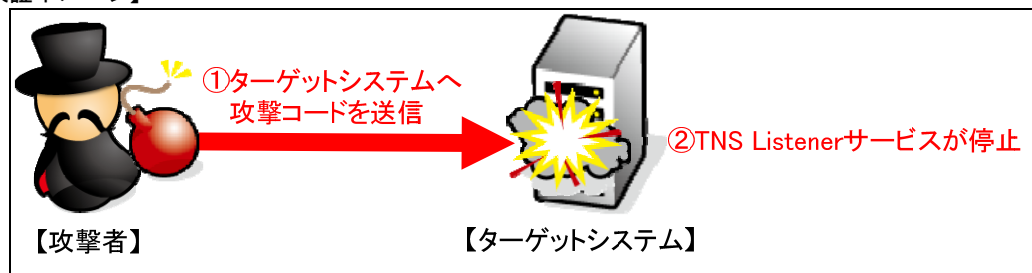 ①ターゲットシステムへ
攻撃コードを送信
②TNS Listenerサービスが停止
【攻撃者】
【ターゲットシステム】